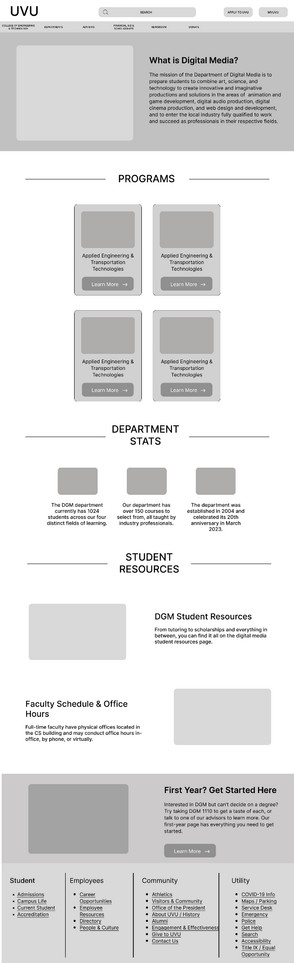 UVU
SEARCH
APPLY TO UVU
MYUVU
COLLEGE OF ENGINEERING
& TECHNOLOGY
DEPARTMENTS
ADVISING
INTERNSHIPS
ABOUT
What is Digital Media?
The mission of the Department of Digital Media is to
prepare students to combine art, science, and
technology to create innovative and imaginative
productions and solutions in the areas of animation and
game development, digital audio production, digital
cinema production, and web design and development,
and to enter the local industry fully qualified to work
and succeed as professionals in their respective fields.
PROGRAMS
Applied Engineering &
Transportation
Technologies
Learn More →
Applied Engineering &
Transportation
Technologies
Learn More →
Applied Engineering &
Transportation
Technologies
Learn More →
Applied Engineering &
Transportation
Technologies
Learn More →
DEPARTMENT
STATS
The DGM department
currently has 1024
students across our four
distinct fields of learning.
Our department has
over 150 courses to
select from, all taught by
industry professionals.
The department was
established in 2004 and
celebrated its 20th
anniversary in March
2023.
STUDENT
RESOURCES
DGM Student Resources
From tutoring to scholarships and everything in
between, you can find it all on the digital media
student resources page.
Faculty Schedule & Office
Hours
Full-time faculty have physical offices located in
the CS building and may conduct office hours in-
office, by phone, or virtually.
First Year? Get Started Here
Interested in DGM but can't decide on a degree?
Try taking DGM 1110 to get a taste of each, or
talk to one of our advisors to learn more. Our
first-year page has everything you need to get
started.
Learn More →
Student
Admissions
Campus Life
Current Student
Accreditation
Employees
Career
Opportunities
Employee
Resources
Directory
People & Culture
Community
Athletics
Visitors & Community
Office of the President
About UVU / History
Alumni
Engagement & Effectiveness
Give to UVU
Contact Us
Utility
COVID-19 Info
Maps / Parking
Service Desk
Emergency
Police
Get Help
Search
Accessibility
Title IX / Equal
Opportunity